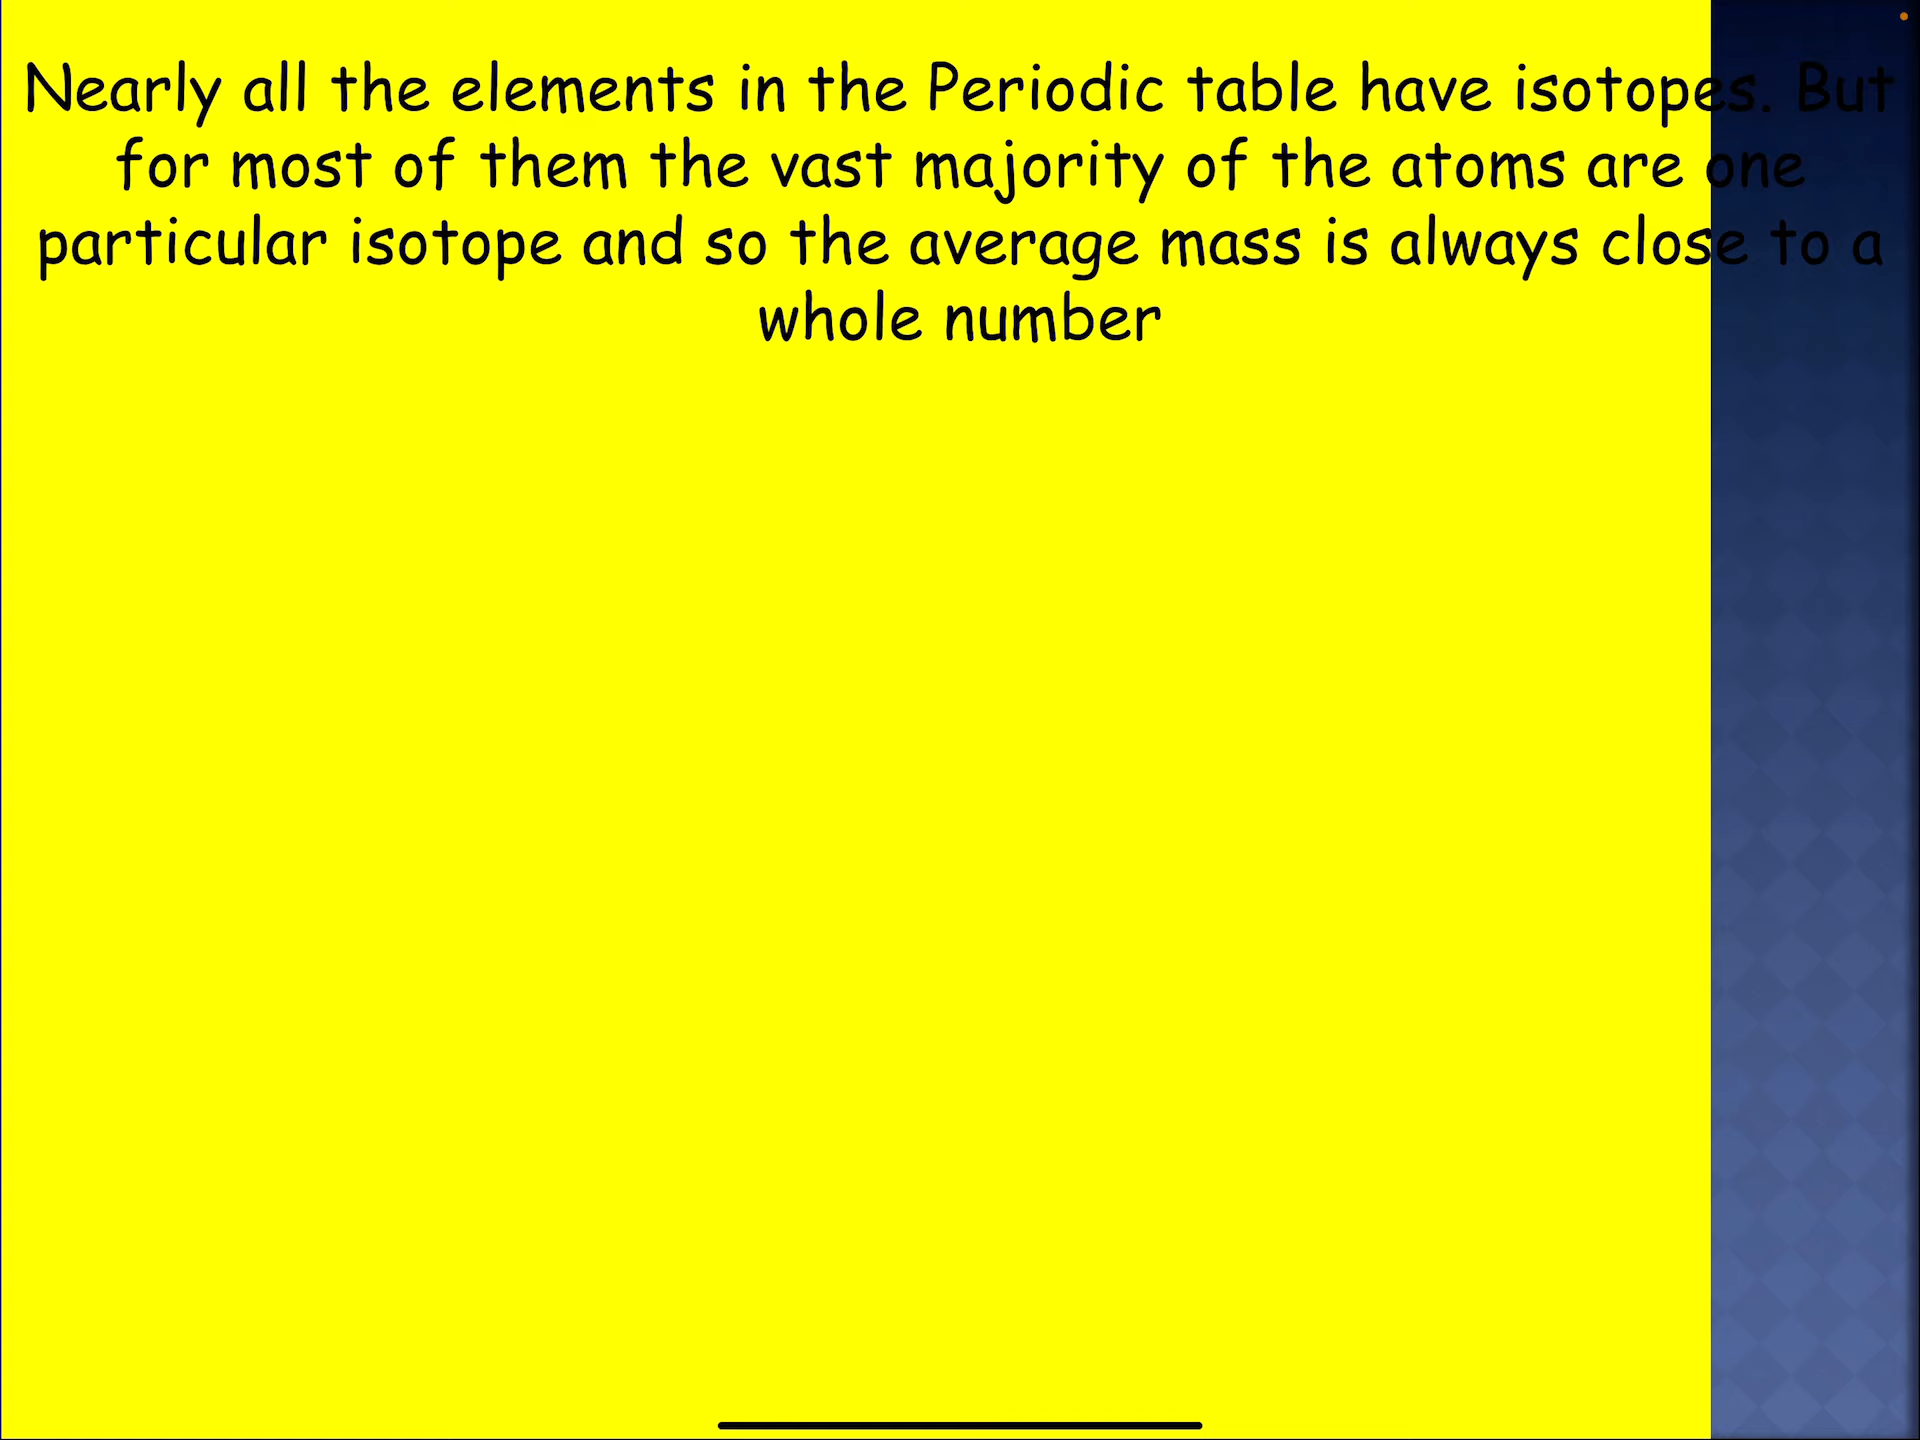 Nearly all the elements in the Periodic table have isotopes. But
for most of them the vast majority of the atoms are one
particular isotope and so the average mass is always close to a
whole number